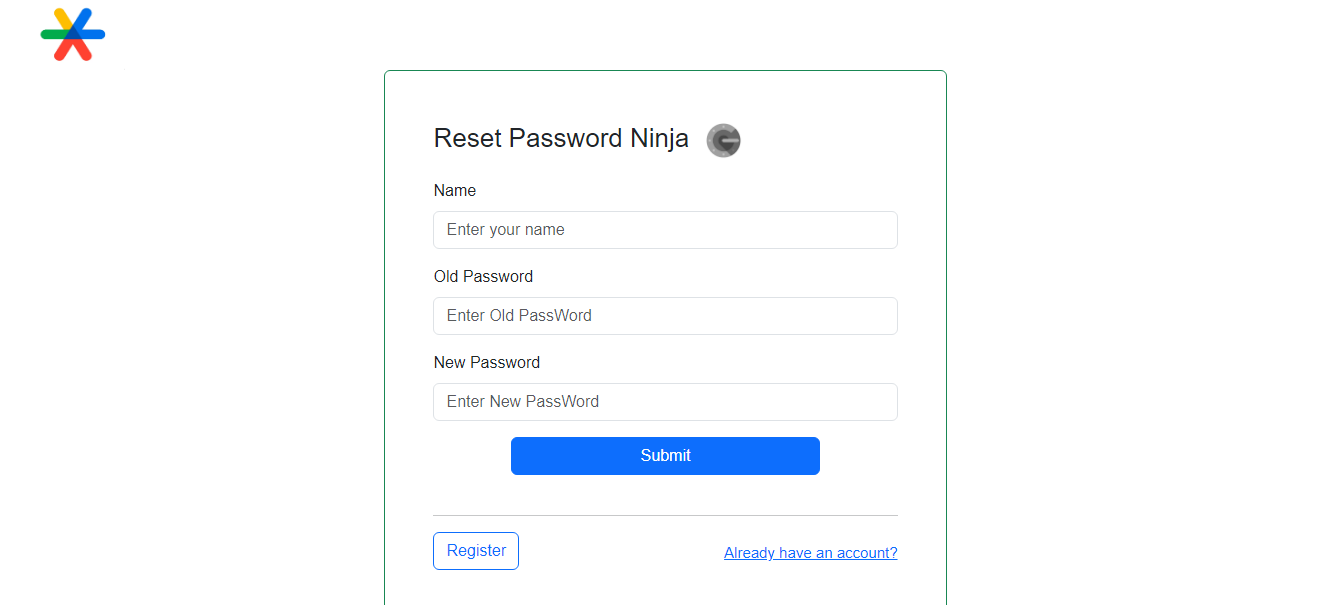 Reset Password Ninja
Name
Enter your name
Old Password
Enter Old PassWord
New Password
Enter New PassWord
Submit
Register
Already have an account?